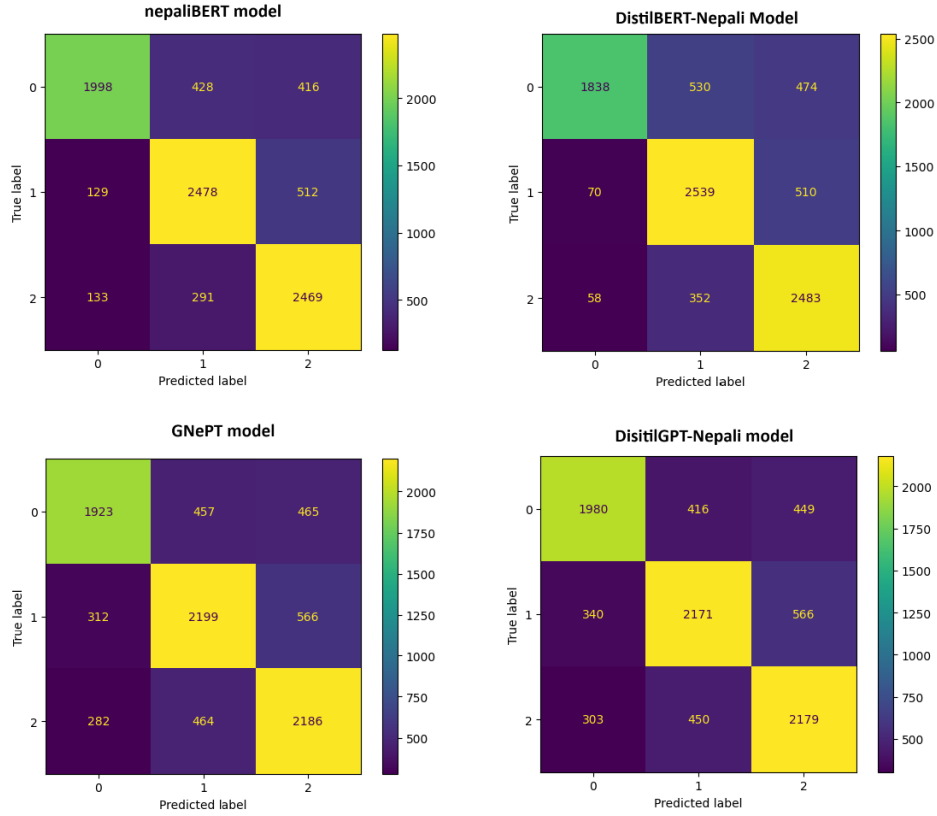 nepaliBERT model
0
1998 428 416
2000
1500
True label
1
129 2478 512
1000
2
133 291 2469
500
0 1 2
Predicted label
DistilBERT-Nepali Model
2500
0
1838 530 474
2000
1500
True label
1
70 2539 510
1000
2
58 352 2483
500
0 1 2
Predicted label
GNePT model
2000
0
1923 457 465
1750
1500
True label
1
312 2199 566
1250
1000
750
2
282 464 2186
500
0 1 2
Predicted label
DisitilGPT-Nepali model
2000
0
1980 416 449
1750
1500
True label
1
340 2171 566
1250
1000
750
2
303 450 2179
500
0 1 2
Predicted label